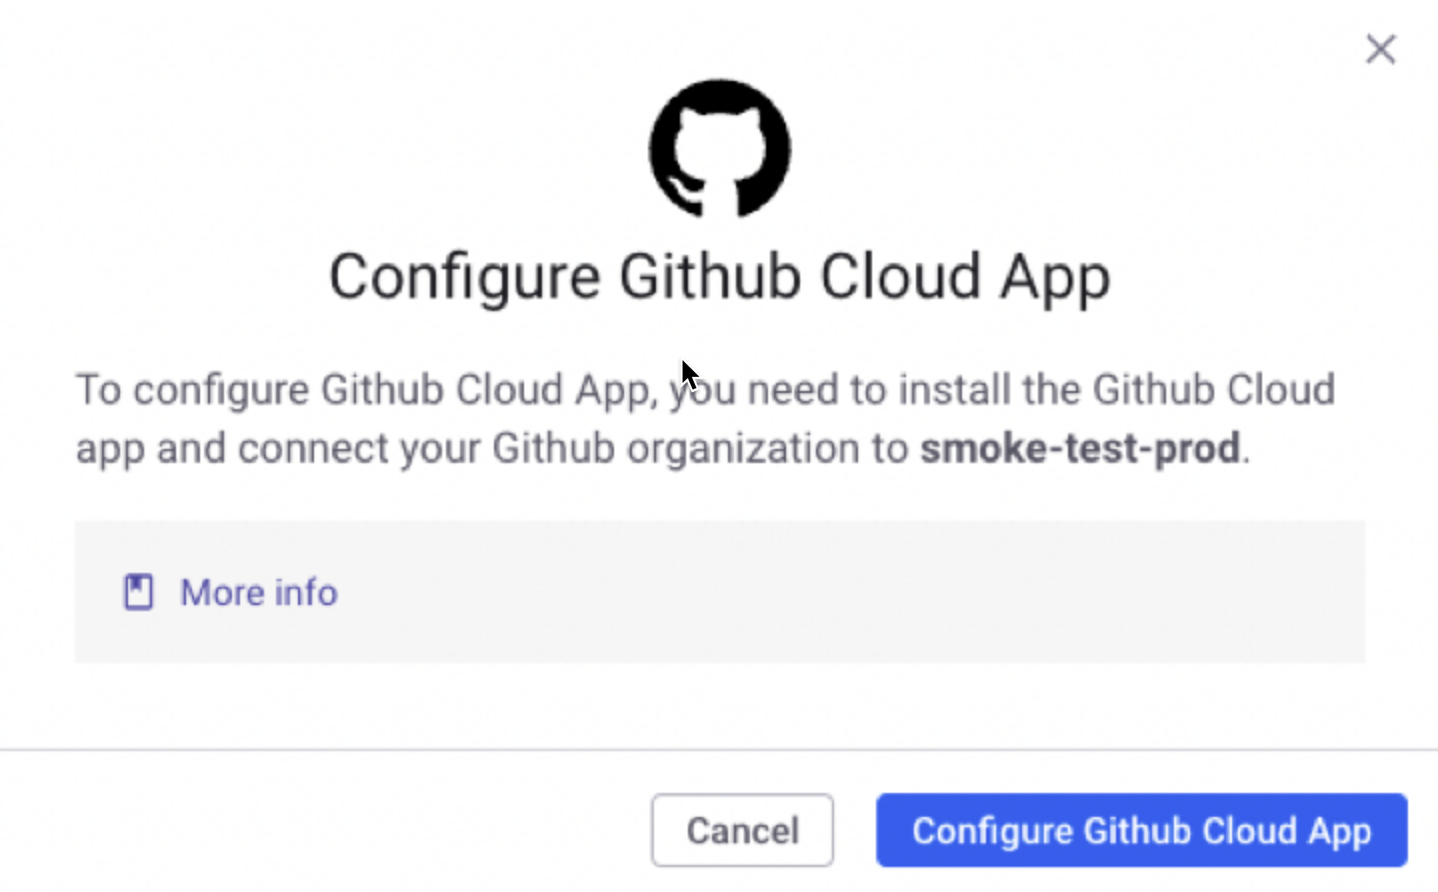 Configure Github Cloud App
To configure Github Cloud App, you need to install the Github Cloud
app and connect your Github organization to smoke-test-prod.
More info
Cancel
Configure Github Cloud App